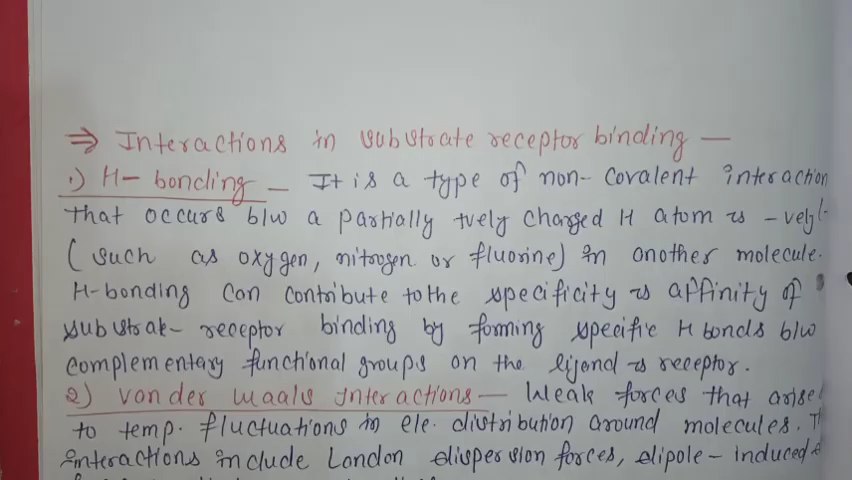 ⇒ Interactions in substrate receptor binding —
1) H- bonding - It is a type of non- covalent interaction
that occurs b/w a partially +vely charged H atom & -vely
(such as oxygen, nitrogen or fluorine) in another molecule.
H-bonding can contribute to the specificity & affinity of
substrak- receptor binding by forming specific H bonds b/w
complementary functional groups on the ligand & receptor.
2) van der waals Interactions - Weak forces that arise
to temp. fluctuations in ele. distribution around molecules.
interactions include London dispersion forces, dipole - induced